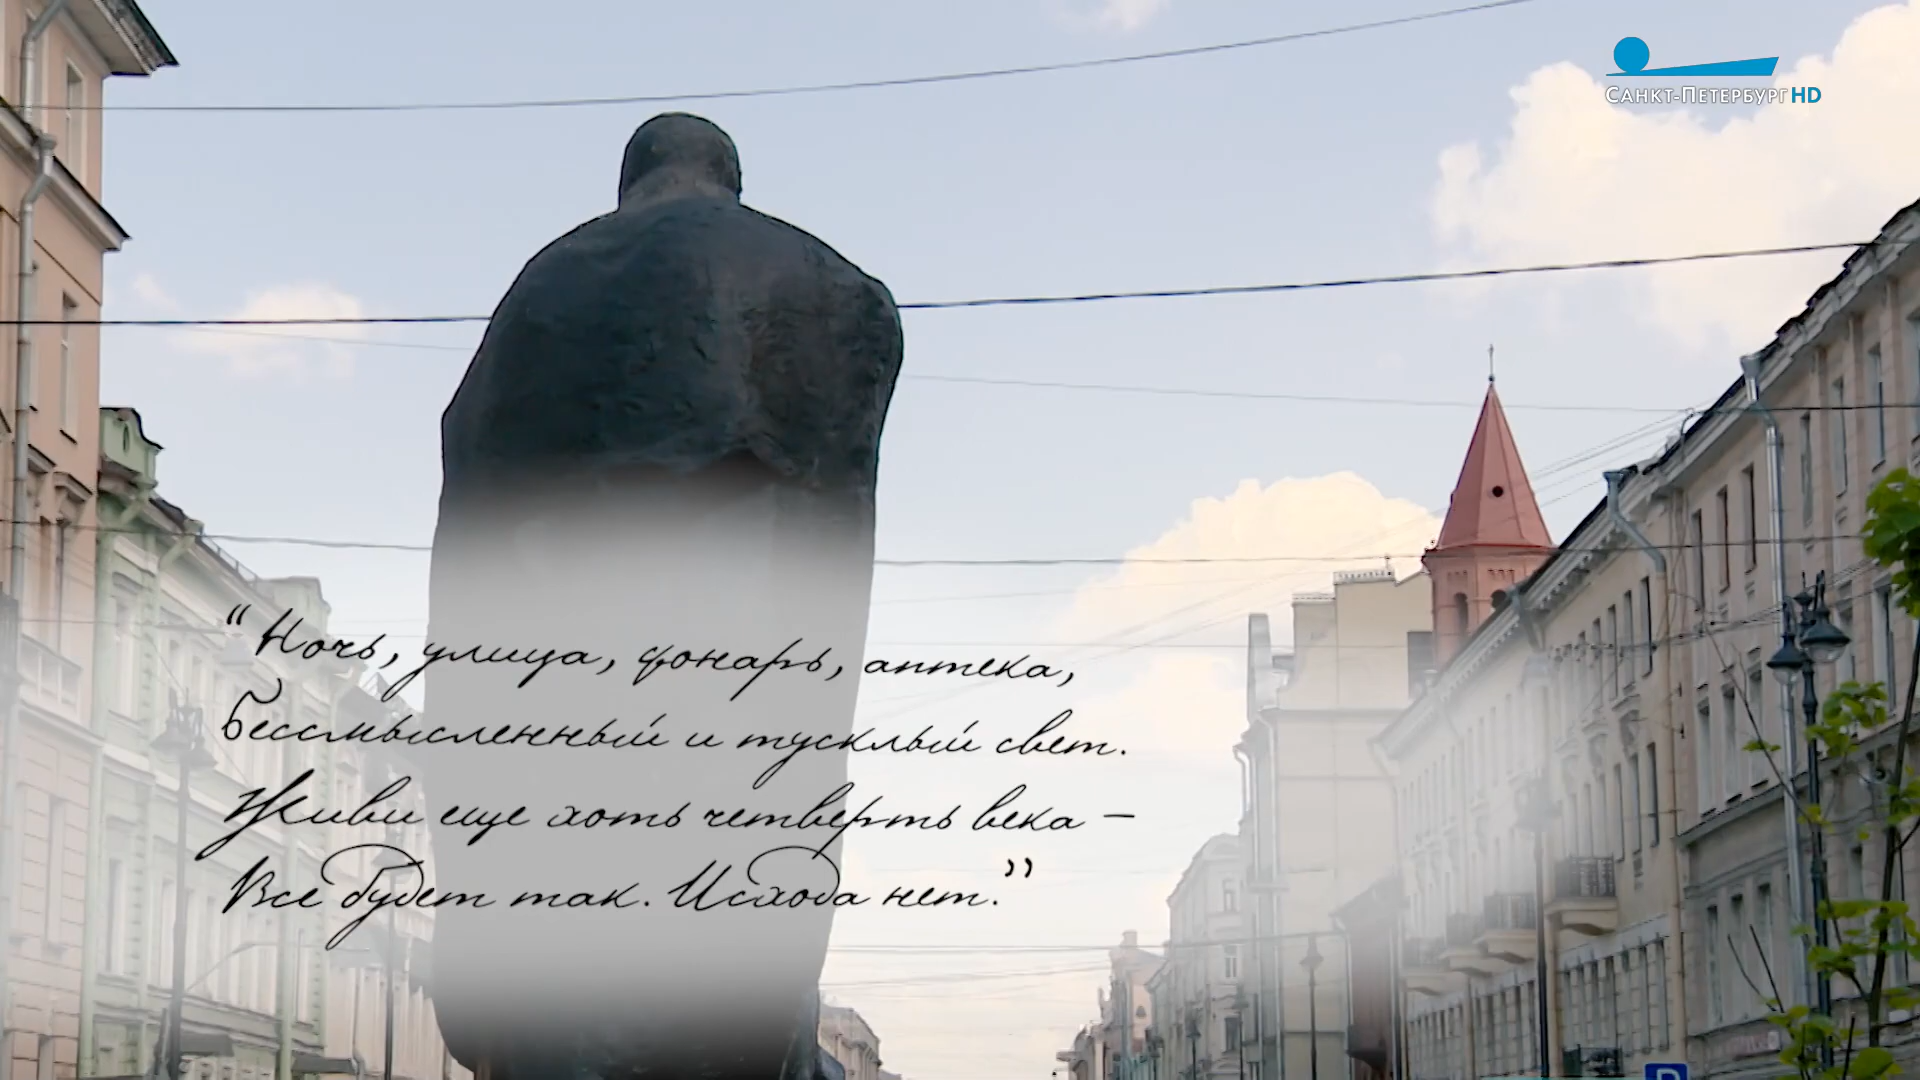 САНКТ-ПЕТЕРБУРГ HD
“Ночь, улица, фонарь, аптека,
Бессмысленный и тусклый свет.
Живи еще хоть четверть века –
Все будет так. Исхода нет.”